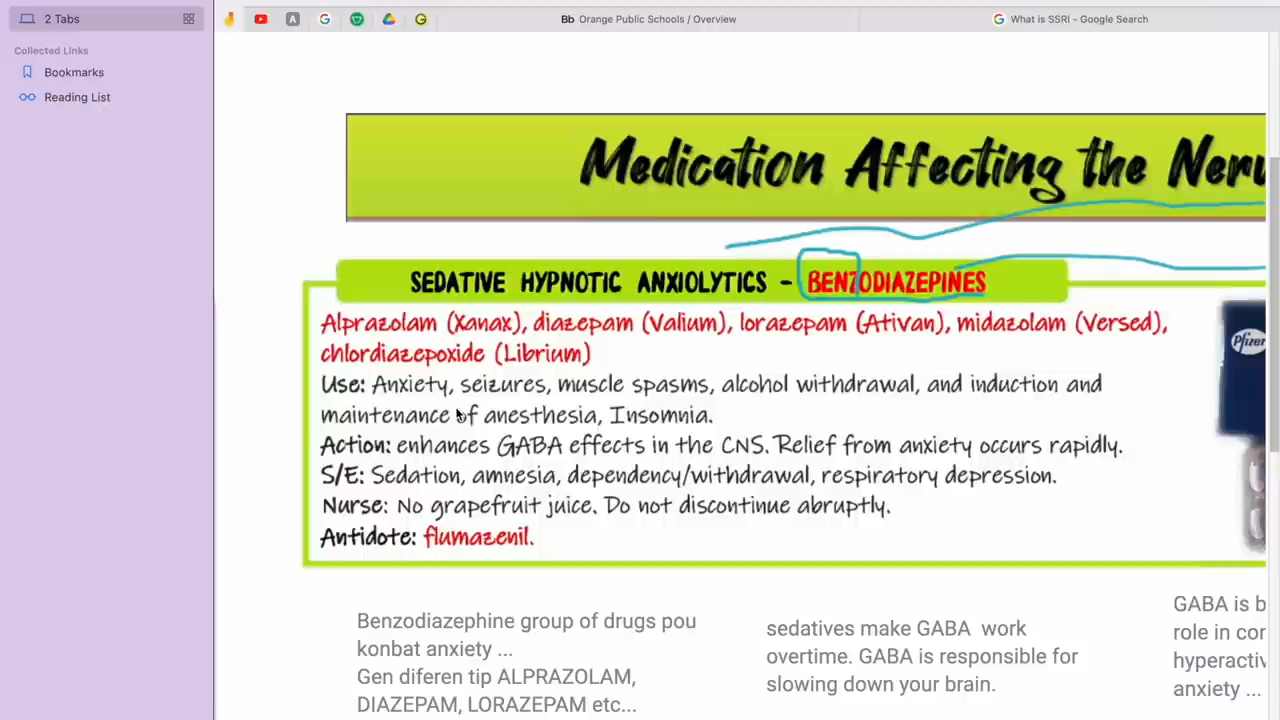 2 Tabs
Bb Orange Public Schools / Overview
What is SSRI - Google Search
Collected Links
Bookmarks
Reading List
Medication Affecting the
SEDATIVE HYPNOTIC ANXIOLYTICS - BENZODIAZEPINES
Alprazolam (Xanax), diazepam (Valium), lorazepam (Ativan), midazolam (Versed),
chlordiazepoxide (Librium)
Use: Anxiety, seizures, muscle spasms, alcohol withdrawal, and induction and
maintenance of anesthesia, Insomnia.
Action: enhances GABA effects in the CNS. Relief from anxiety occurs rapidly.
S/E: Sedation, amnesia, dependency/withdrawal, respiratory depression.
Nurse: No grapefruit juice. Do not discontinue abruptly.
Antidote: flumazenil.
Pfizer
Benzodiazephine group of drugs pou
konbat anxiety ...
Gen diferen tip ALPRAZOLAM,
DIAZEPAM, LORAZEPAM etc...
sedatives make GABA work
overtime. GABA is responsible for
slowing down your brain.
GABA is
role in
anxiety ...